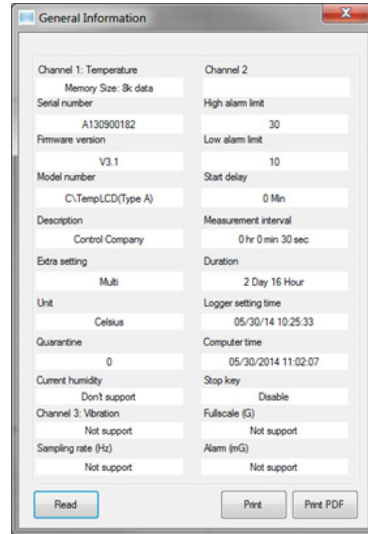 General Information
Channel 1: Temperature
Memory Size: 8k data
Serial number
A130900182
Firmware version
V3.1
Model number
C\TempLCD(Type A)
Description
Control Company
Extra setting
Multi
Unit
Celsius
Quarantine
0
Current humidity
Don't support
Channel 3: Vibration
Not support
Sampling rate (Hz)
Not support
Channel 2
High alarm limit
30
Low alarm limit
10
Start delay
0 Min
Measurement interval
0 hr 0 min 30 sec
Duration
2 Day 16 Hour
Logger setting time
05/30/14 10:25:33
Computer time
05/30/2014 11:02:07
Stop key
Disable
Fullscale (G)
Not support
Alarm (mG)
Not support
Read
Print
Print PDF